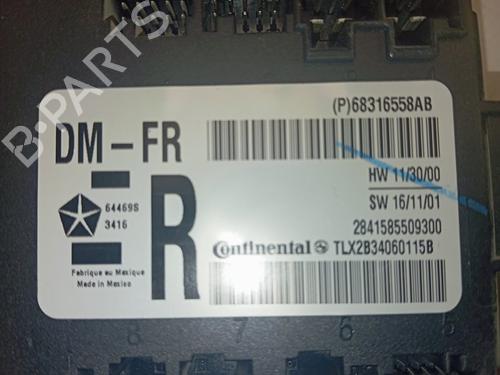 B-PARTS
(P)68316558AB
DM-FR
HW 11/30/00
SW 16/11/01
R
64469S
3416
2841585509300
Continental TLX2B34060115B
Fabrique au Mexique
Made in Mexico
8 7 6 5